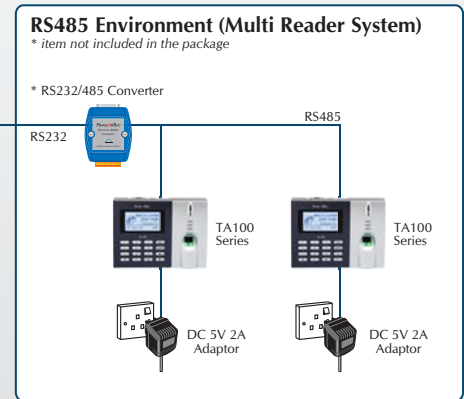 RS485 Environment (Multi Reader System)
* item not included in the package
* RS232/485 Converter
RS232
RS485
TA100
Series
TA100
Series
DC 5V 2A
Adaptor
DC 5V 2A
Adaptor